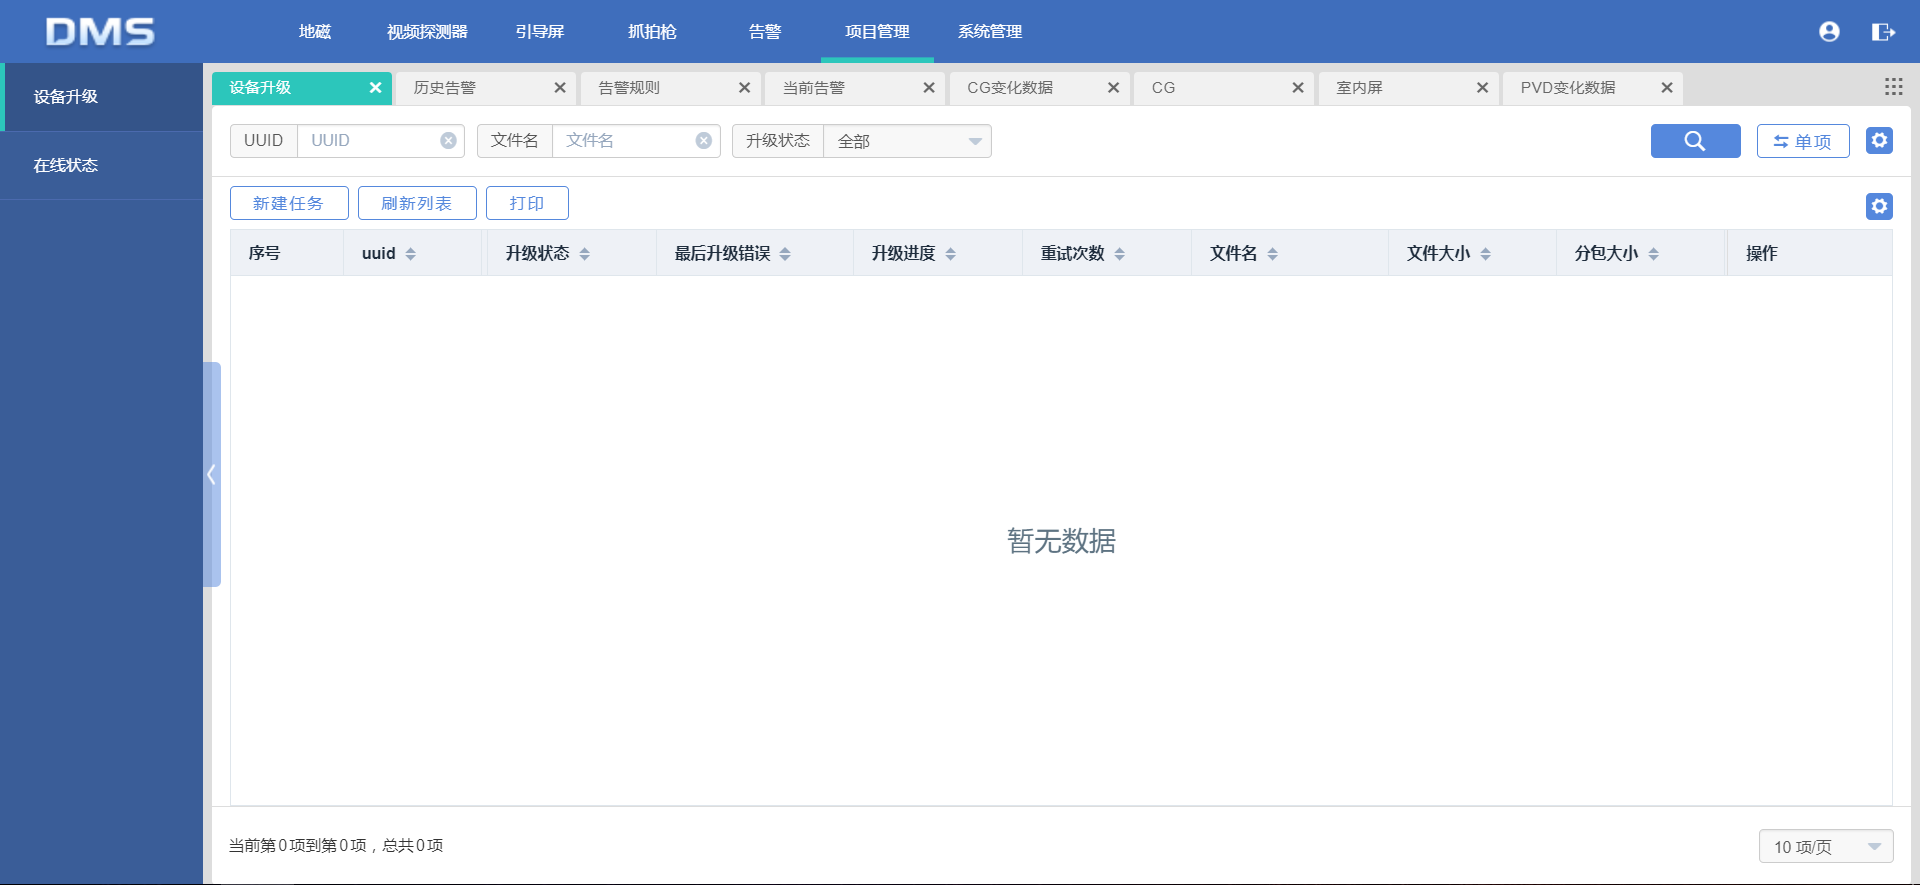 DMS 地磁 视频探测器 引导屏 抓拍枪 告警 项目管理 系统管理
设备升级
在线状态
设备升级 历史告警 告警规则 当前告警 CG变化数据 CG 室内屏 PVD变化数据
UUID UUID 文件名 文件名 升级状态 全部 单项
新建任务 刷新列表 打印
序号 uuid 升级状态 最后升级错误 升级进度 重试次数 文件名 文件大小 分包大小 操作
暂无数据
当前第0项到第0项，总共0项 10 项/页